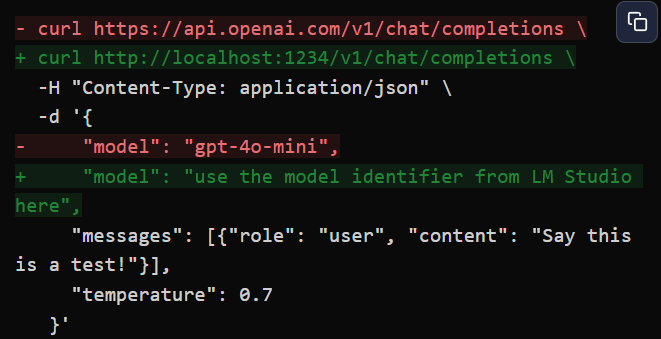 - curl https://api.openai.com/v1/chat/completions \
+ curl http://localhost:1234/v1/chat/completions \
  -H "Content-Type: application/json" \
  -d '{
-     "model": "gpt-4o-mini",
+     "model": "use the model identifier from LM Studio
here",
     "messages": [{"role": "user", "content": "Say this
is a test!"}],
     "temperature": 0.7
   }'